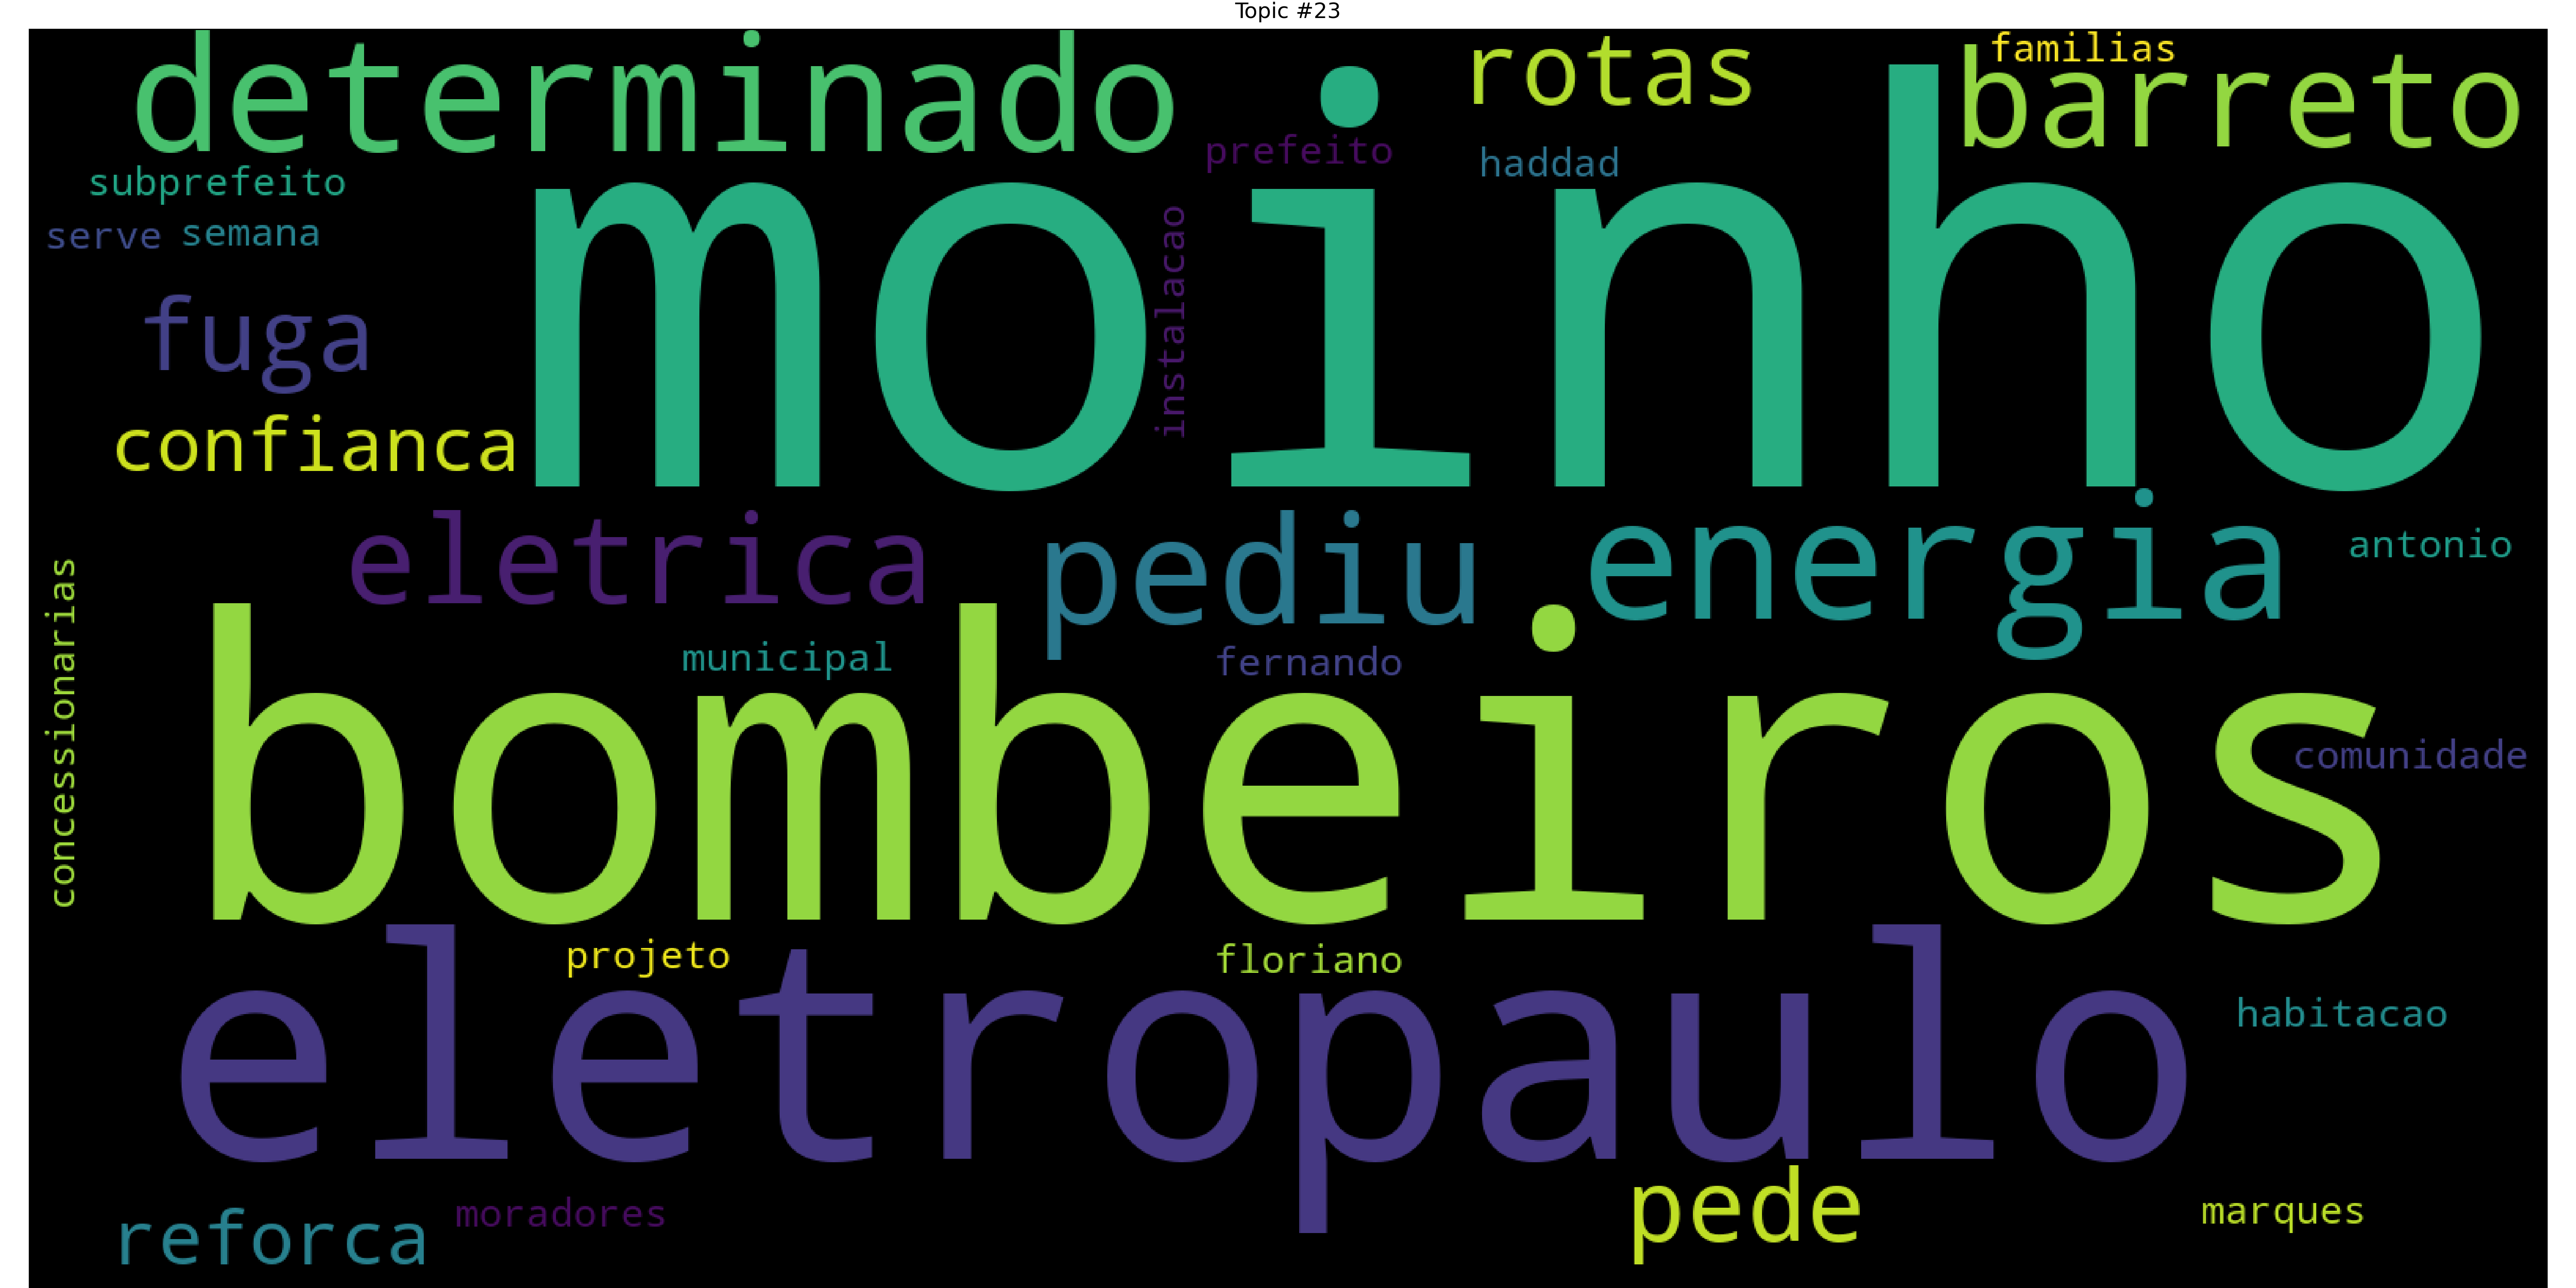 Topic #23
determinado
rotas
familias
barreto
prefeito
haddad
subprefeito
moinho
serve
semana
instalacao
fuga
confianca
eletrica
pediu
energia
antonio
concessionarias
municipal
fernando
bombeiros
comunidade
projeto
floriano
eletropaulo
habitacao
reforca
moradores
pede
marques